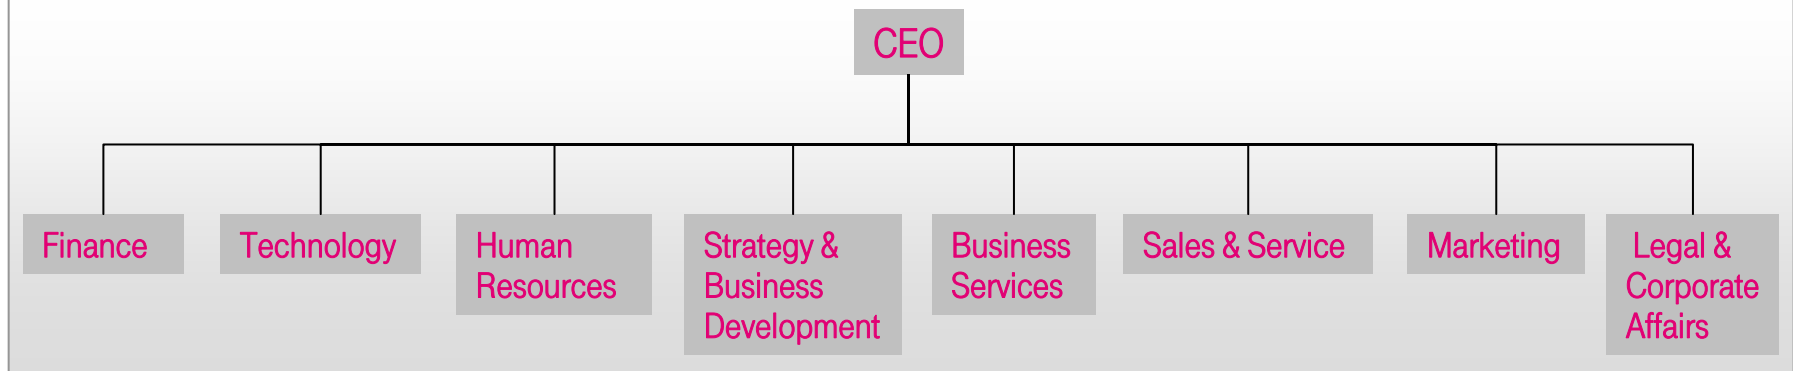 CEO
Finance
Technology
Human
Resources
Strategy &
Business
Development
Business
Services
Sales & Service
Marketing
Legal &
Corporate
Affairs